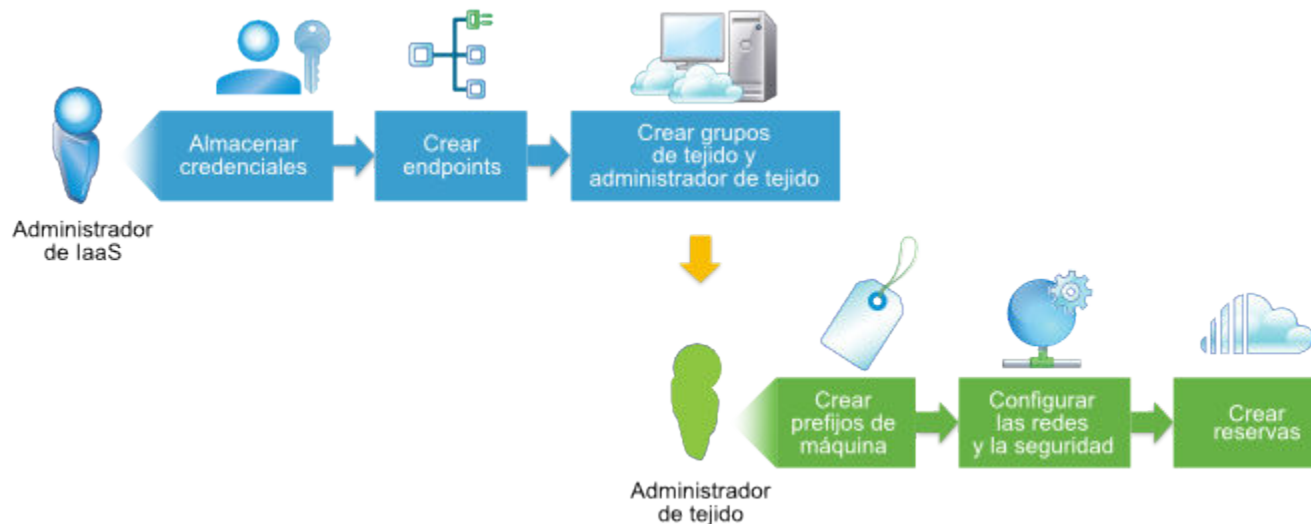 Almacenar
credenciales
Crear
endpoints
Crear grupos
de tejido y
administrador de tejido
Administrador
de IaaS
Crear
prefijos de
máquina
Configurar
las redes
y la seguridad
Crear
reservas
Administrador
de tejido